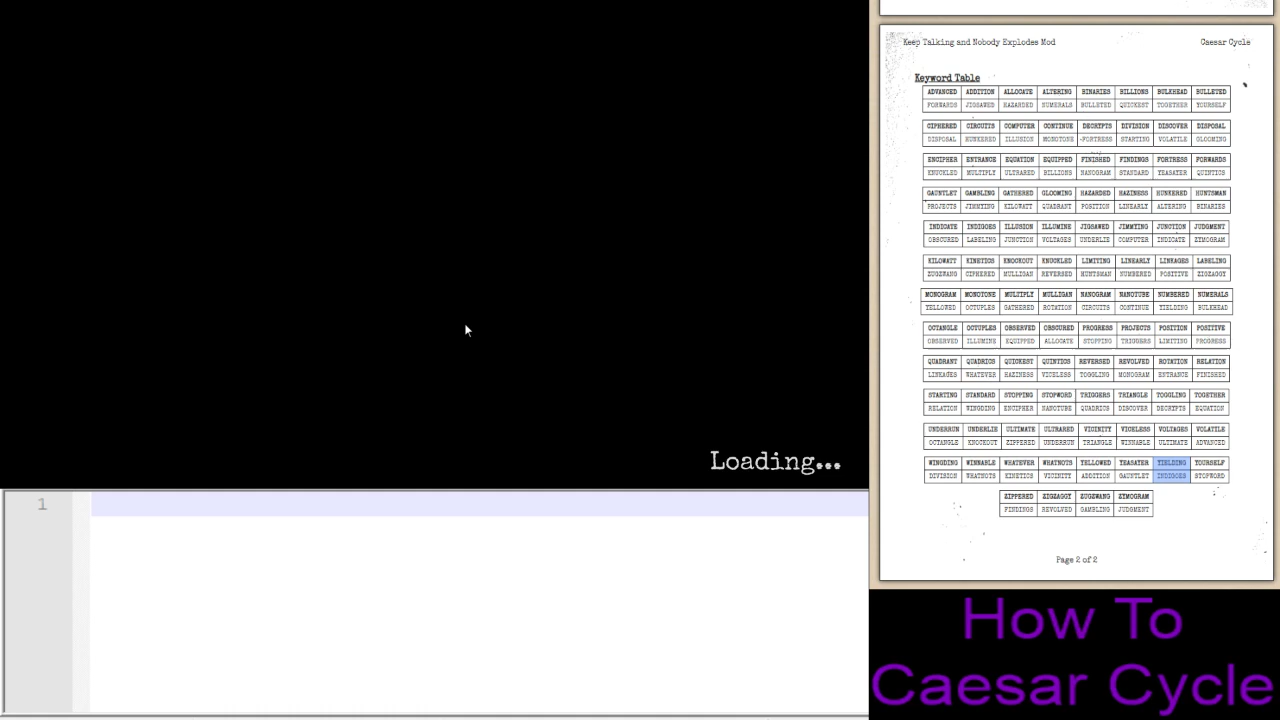 Keep Talking and Nobody Explodes Mod Caesar Cycle
Keyword Table
ADVANCED ADDITION ALLOCATE ALTERING BINARIES BILLIONS BULKHEAD BULLETED
FORWARDS JIGSAWED HAZARDED NUMERALS BULLETED QUICKEST TOGETHER YOURSELF
CIPHERED CIRCUITS COMPUTER CONTINUE DECRYPTS DIVISION DISCOVER DISPOSAL
DISPOSAL HUNKERED ILLUSION MONOTONE FORTRESS STARTING VOLATILE GLOOMING
ENCIPHER ENTRANCE EQUATION EQUIPPED FINISHED FINDINGS FORTRESS FORWARDS
KNUCKLED MULTIPLY ULTRARED BILLIONS NANOGRAM STANDARD YEASAYER QUINTICS
GAUNTLET GAMBLING GATHERED GLOOMING HAZARDED HAZINESS HUNKERED HUNTSMAN
PROJECTS JIMMYING KILOWATT QUADRANT POSITION LINEARLY ALTERING BINARIES
INDICATE INDIGOES ILLUSION ILLUMINE JIGSAWED JIMMYING JUNCTION JUDGMENT
OBSCURED LABELING JUNCTION VOLTAGES UNDERLIE COMPUTER INDICATE ZYMOGRAM
KILOWATT KINETICS KNOCKOUT KNUCKLED LIMITING LINEARLY LINKAGES LABELING
ZUGZWANG CIPHERED MULLIGAN REVERSED HUNTSMAN NUMBERED POSITIVE ZIGZAGGY
MONOGRAM MONOTONE MULTIPLY MULLIGAN NANOGRAM NANOTUBE NUMBERED NUMERALS
YELLOWED OCTUPLES GATHERED ROTATION CIRCUITS CONTINUE YIELDING BULKHEAD
OCTANGLE OCTUPLES OBSERVED OBSCURED PROGRESS PROJECTS POSITION POSITIVE
OBSERVED ILLUMINE EQUIPPED ALLOCATE STOPPING TRIGGERS LIMITING PROGRESS
QUADRANT QUADRICS QUICKEST QUINTICS REVERSED REVOLVED ROTATION RELATION
LINKAGES WHATEVER HAZINESS VICELESS TOGGLING MONOGRAM ENTRANCE FINISHED
STARTING STANDARD STOPPING STOPWORD TRIGGERS TRIANGLE TOGGLING TOGETHER
RELATION WINGDING ENCIPHER NANOTUBE QUADRICS DISCOVER DECRYPTS EQUATION
UNDERRUN UNDERLIE ULTIMATE ULTRARED VICINITY VICELESS VOLTAGES VOLATILE
OCTANGLE KNOCKOUT ZIPPERED UNDERRUN TRIANGLE WINNABLE ULTIMATE ADVANCED
WINGDING WINNABLE WHATEVER WHATNOTS YELLOWED YEASAYER YIELDING YOURSELF
DIVISION WHATNOTS KINETICS VICINITY ADDITION GAUNTLET INDIGOES STOPWORD
ZIPPERED ZIGZAGGY ZUGZWANG ZYMOGRAM
FINDINGS REVOLVED GAMBLING JUDGMENT
Page 2 of 2
Loading...
1
How To
Caesar Cycle